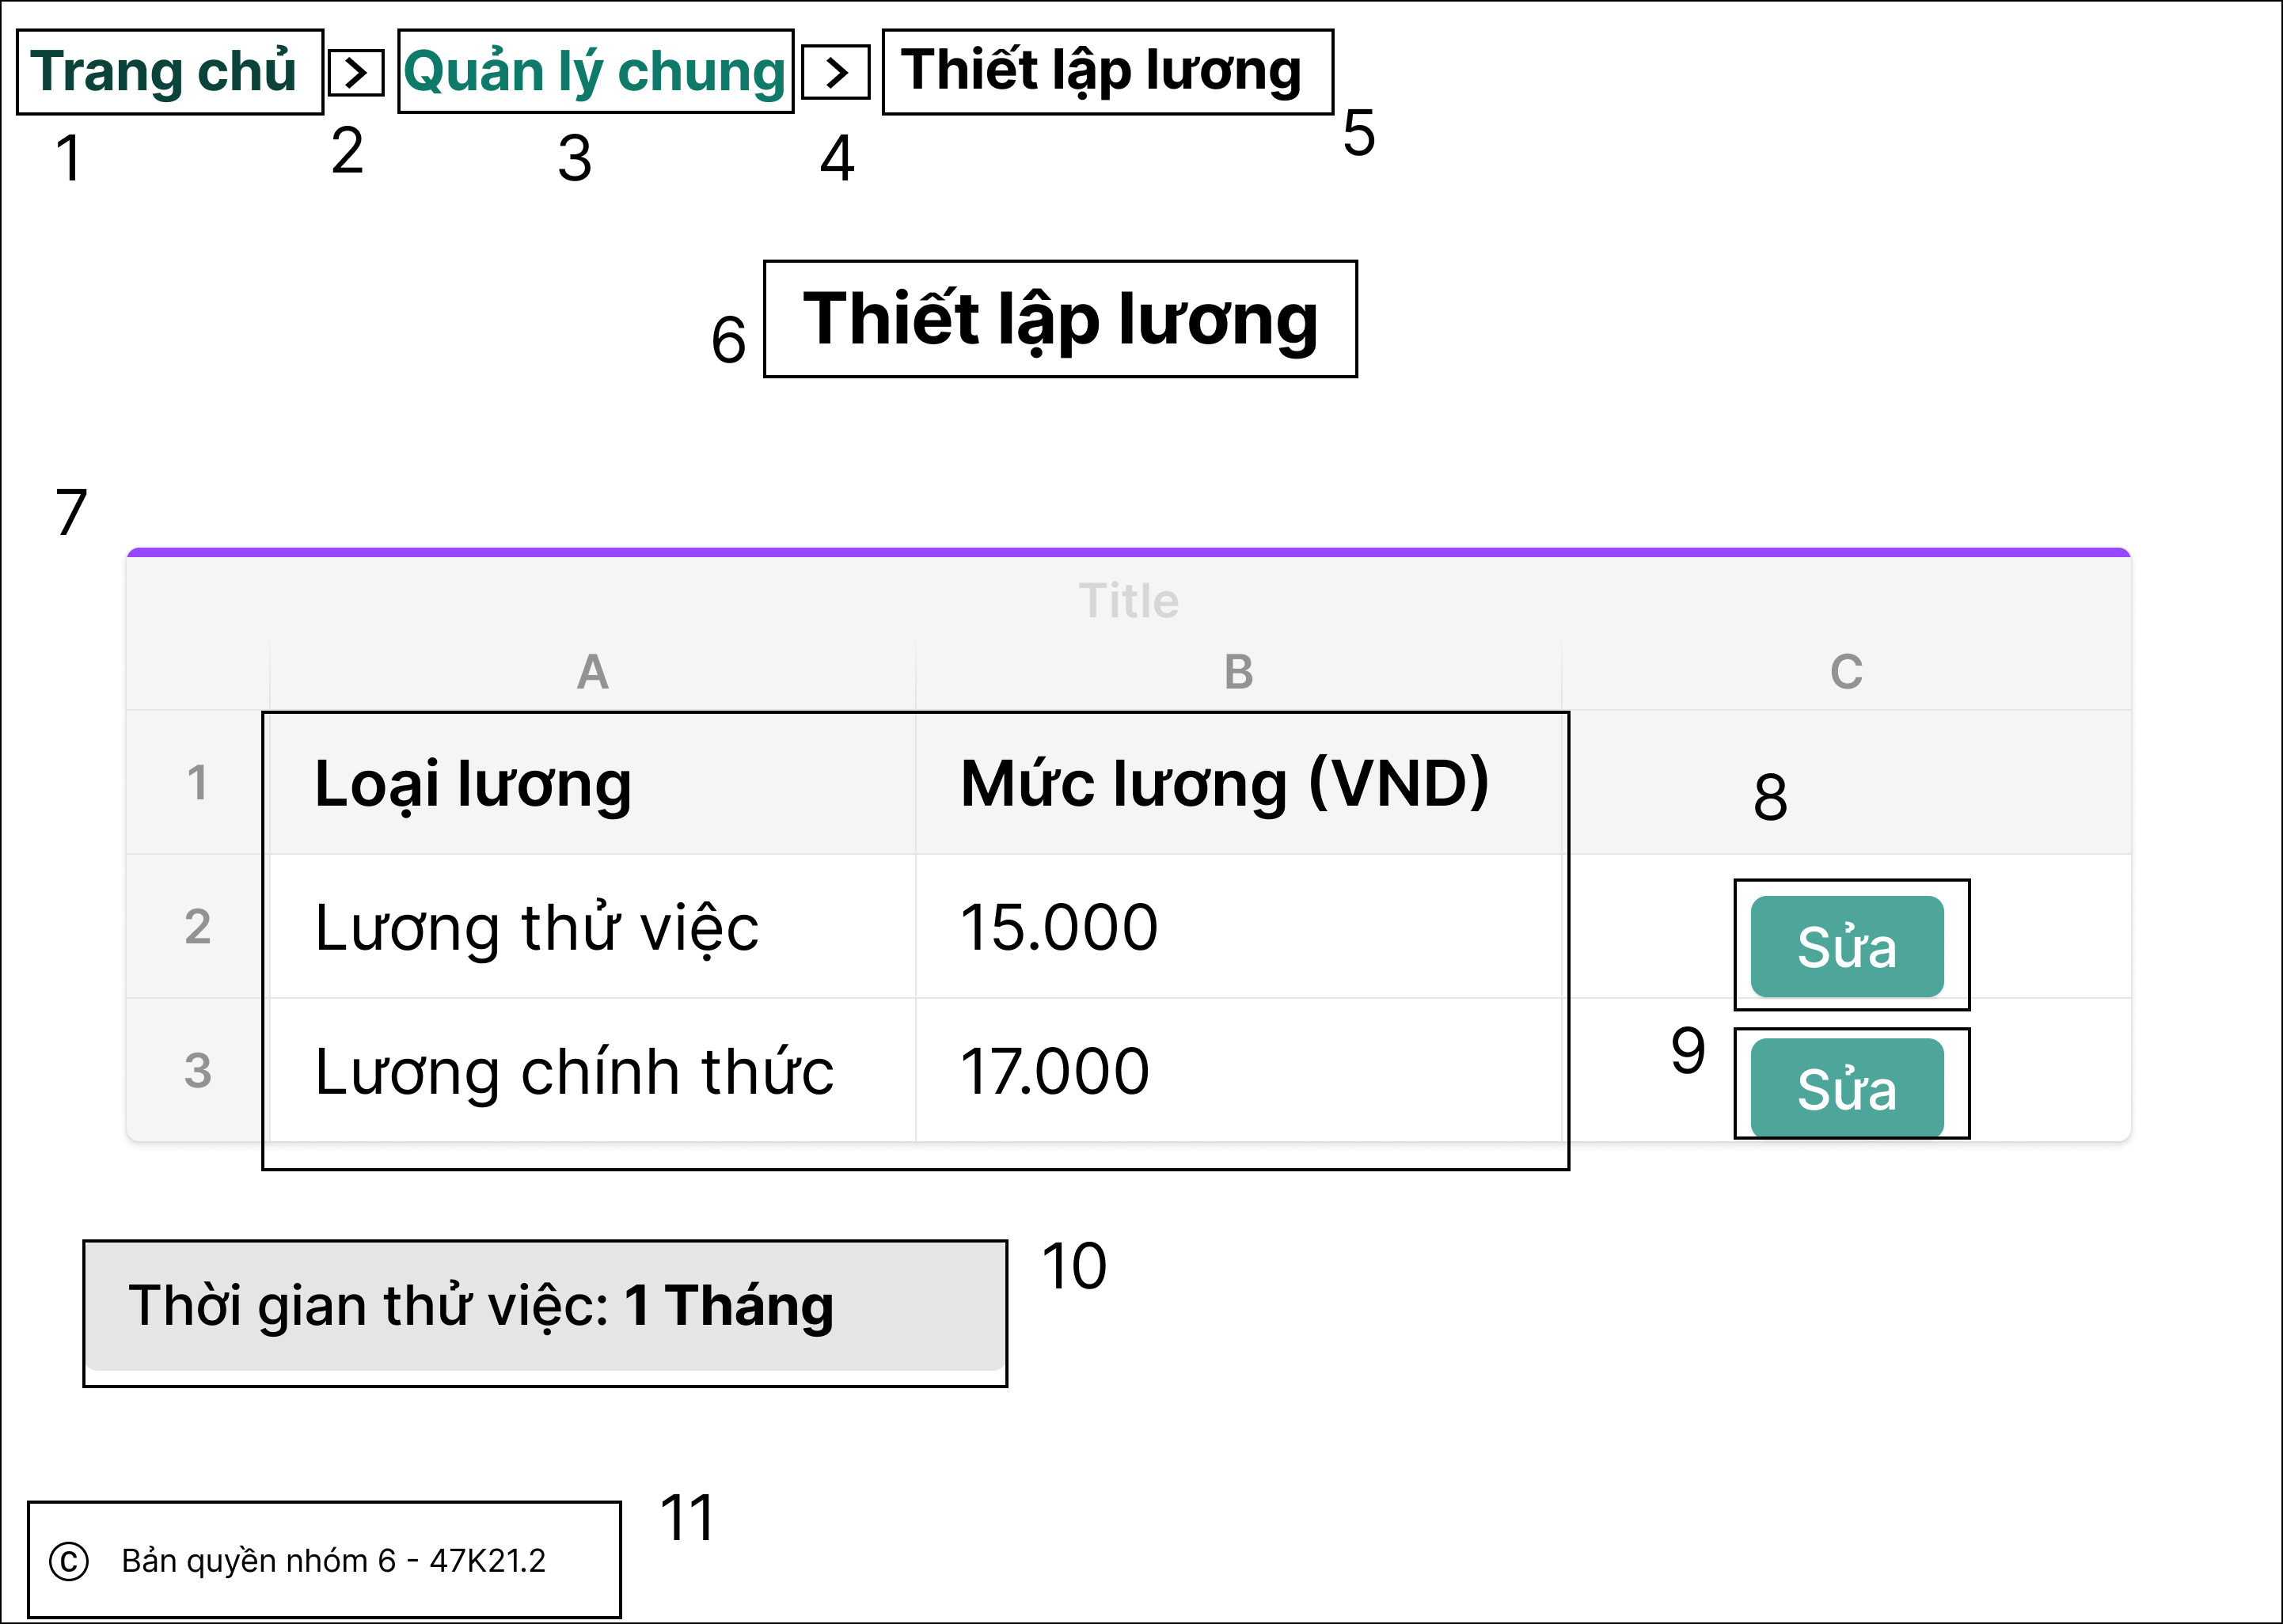 Trang chủ > Quản lý chung > Thiết lập lương
1 2 3 4 5
6 Thiết lập lương
7
Title
A B C
1 Loại lương Mức lương (VND) 8
2 Lương thử việc 15.000 Sửa
3 Lương chính thức 17.000 9 Sửa
Thời gian thử việc: 1 Tháng 10
11
© Bản quyền nhóm 6 - 47K21.2